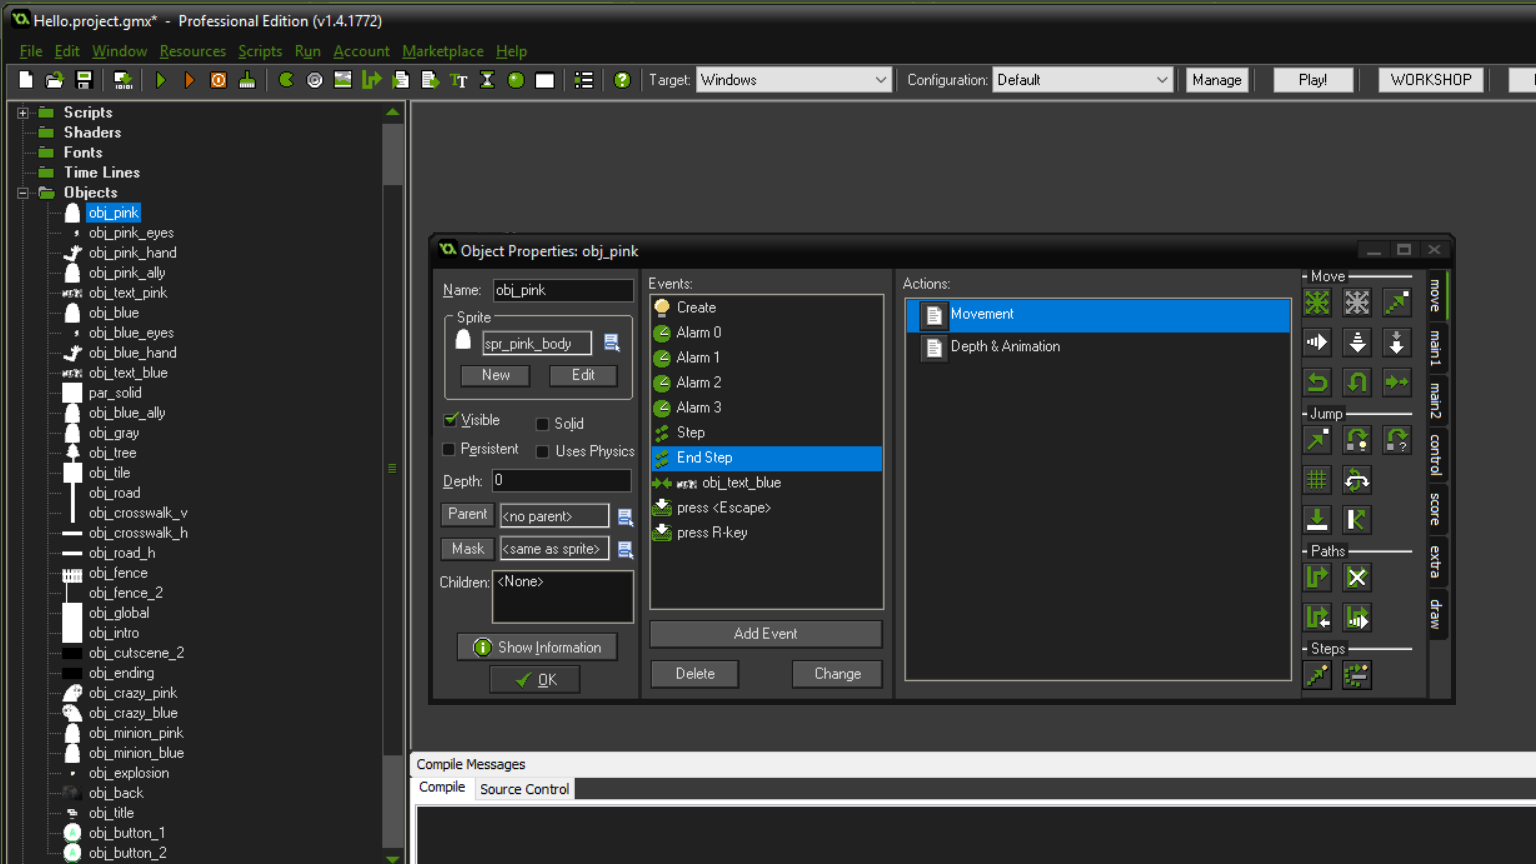 Hello.project.gmx* - Professional Edition (v1.4.1772)
File Edit Window Resources Scripts Run Account Marketplace Help
Target: Windows Configuration: Default Manage Play! WORKSHOP
Scripts
Shaders
Fonts
Time Lines
Objects
obj_pink
obj_pink_eyes
obj_pink_hand
obj_pink_ally
obj_text_pink
obj_blue
obj_blue_eyes
obj_blue_hand
obj_text_blue
par_solid
obj_blue_ally
obj_gray
obj_tree
obj_tile
obj_road
obj_crosswalk_v
obj_crosswalk_h
obj_road_h
obj_fence
obj_fence_2
obj_global
obj_intro
obj_cutscene_2
obj_ending
obj_crazy_pink
obj_crazy_blue
obj_minion_pink
obj_minion_blue
obj_explosion
obj_back
obj_title
obj_button_1
obj_button_2
Object Properties: obj_pink
Name: obj_pink
Sprite
spr_pink_body
New Edit
Visible Solid
Persistent Uses Physics
Depth: 0
Parent <no parent>
Mask <same as sprite>
Children: <None>
Show Information
OK
Events:
Create
Alarm 0
Alarm 1
Alarm 2
Alarm 3
Step
End Step
obj_text_blue
press <Escape>
press R-key
Add Event
Delete Change
Actions:
Movement
Depth & Animation
Move
Jump
Paths
Steps
move
main1
main2
control
score
extra
draw
Compile Messages
Compile Source Control